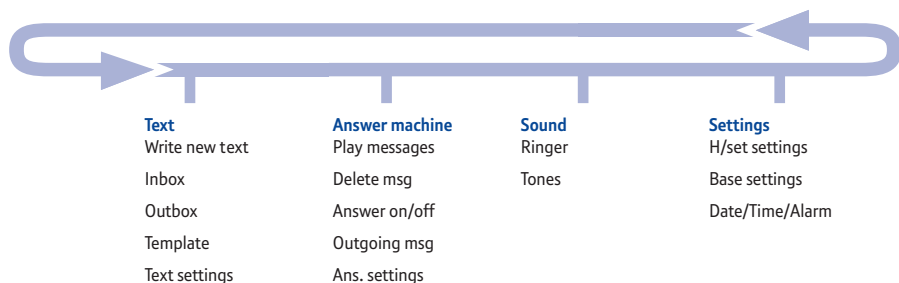 Text
Write new text
Inbox
Outbox
Template
Text settings
Answer machine
Play messages
Delete msg
Answer on/off
Outgoing msg
Ans. settings
Sound
Ringer
Tones
Settings
H/set settings
Base settings
Date/Time/Alarm